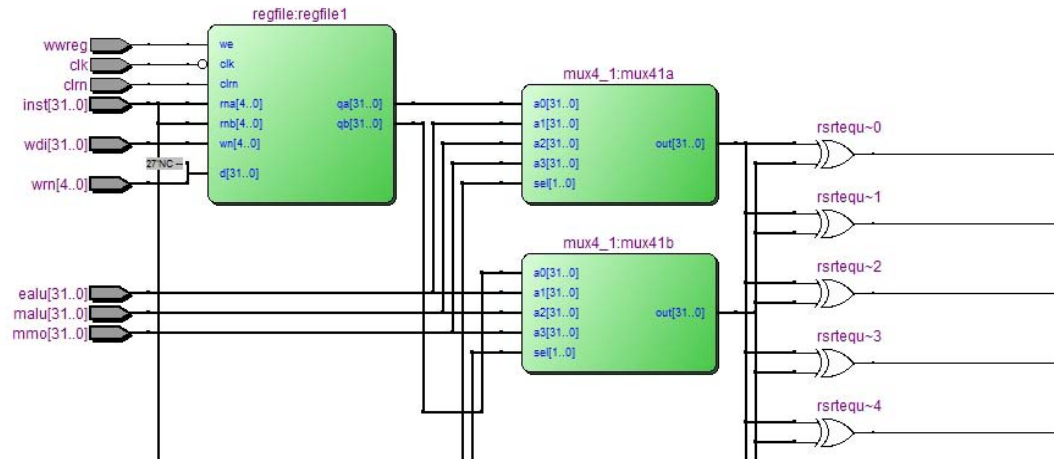 regfile:regfile1
wwreg
clk
clrn
inst[31..0]
wdi[31..0]
27'NC --
wrn[4..0]
we
clk
clrn
rna[4..0]
rnb[4..0]
wn[4..0]
d[31..0]
qa[31..0]
qb[31..0]
mux4_1:mux41a
a0[31..0]
a1[31..0]
a2[31..0]
a3[31..0]
sel[1..0]
out[31..0]
mux4_1:mux41b
a0[31..0]
a1[31..0]
a2[31..0]
a3[31..0]
sel[1..0]
out[31..0]
ealu[31..0]
malu[31..0]
mmo[31..0]
rsrtequ~0
rsrtequ~1
rsrtequ~2
rsrtequ~3
rsrtequ~4